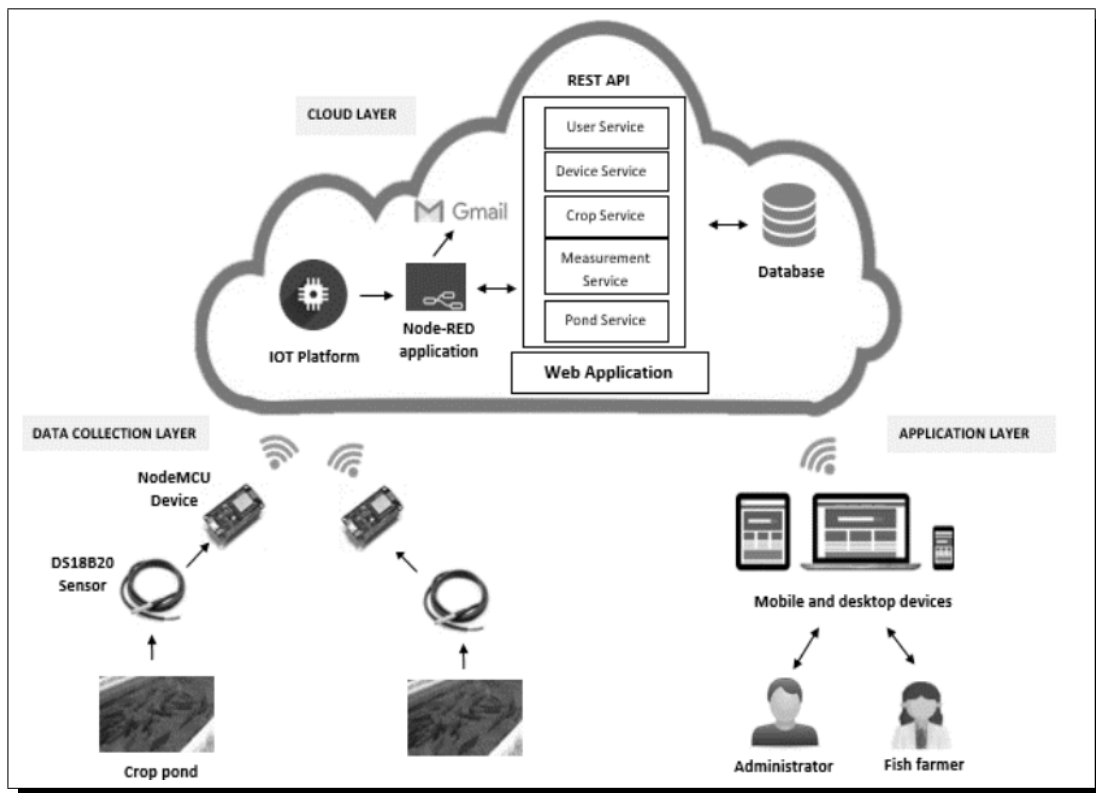 REST API
CLOUD LAYER
User Service
Device Service
Crop Service
Measurement
Service
Pond Service
Gmail
Database
Node-RED
application
IOT Platform
Web Application
DATA COLLECTION LAYER
APPLICATION LAYER
NodeMCU
Device
DS18B20
Sensor
Mobile and desktop devices
Crop pond
Administrator
Fish farmer